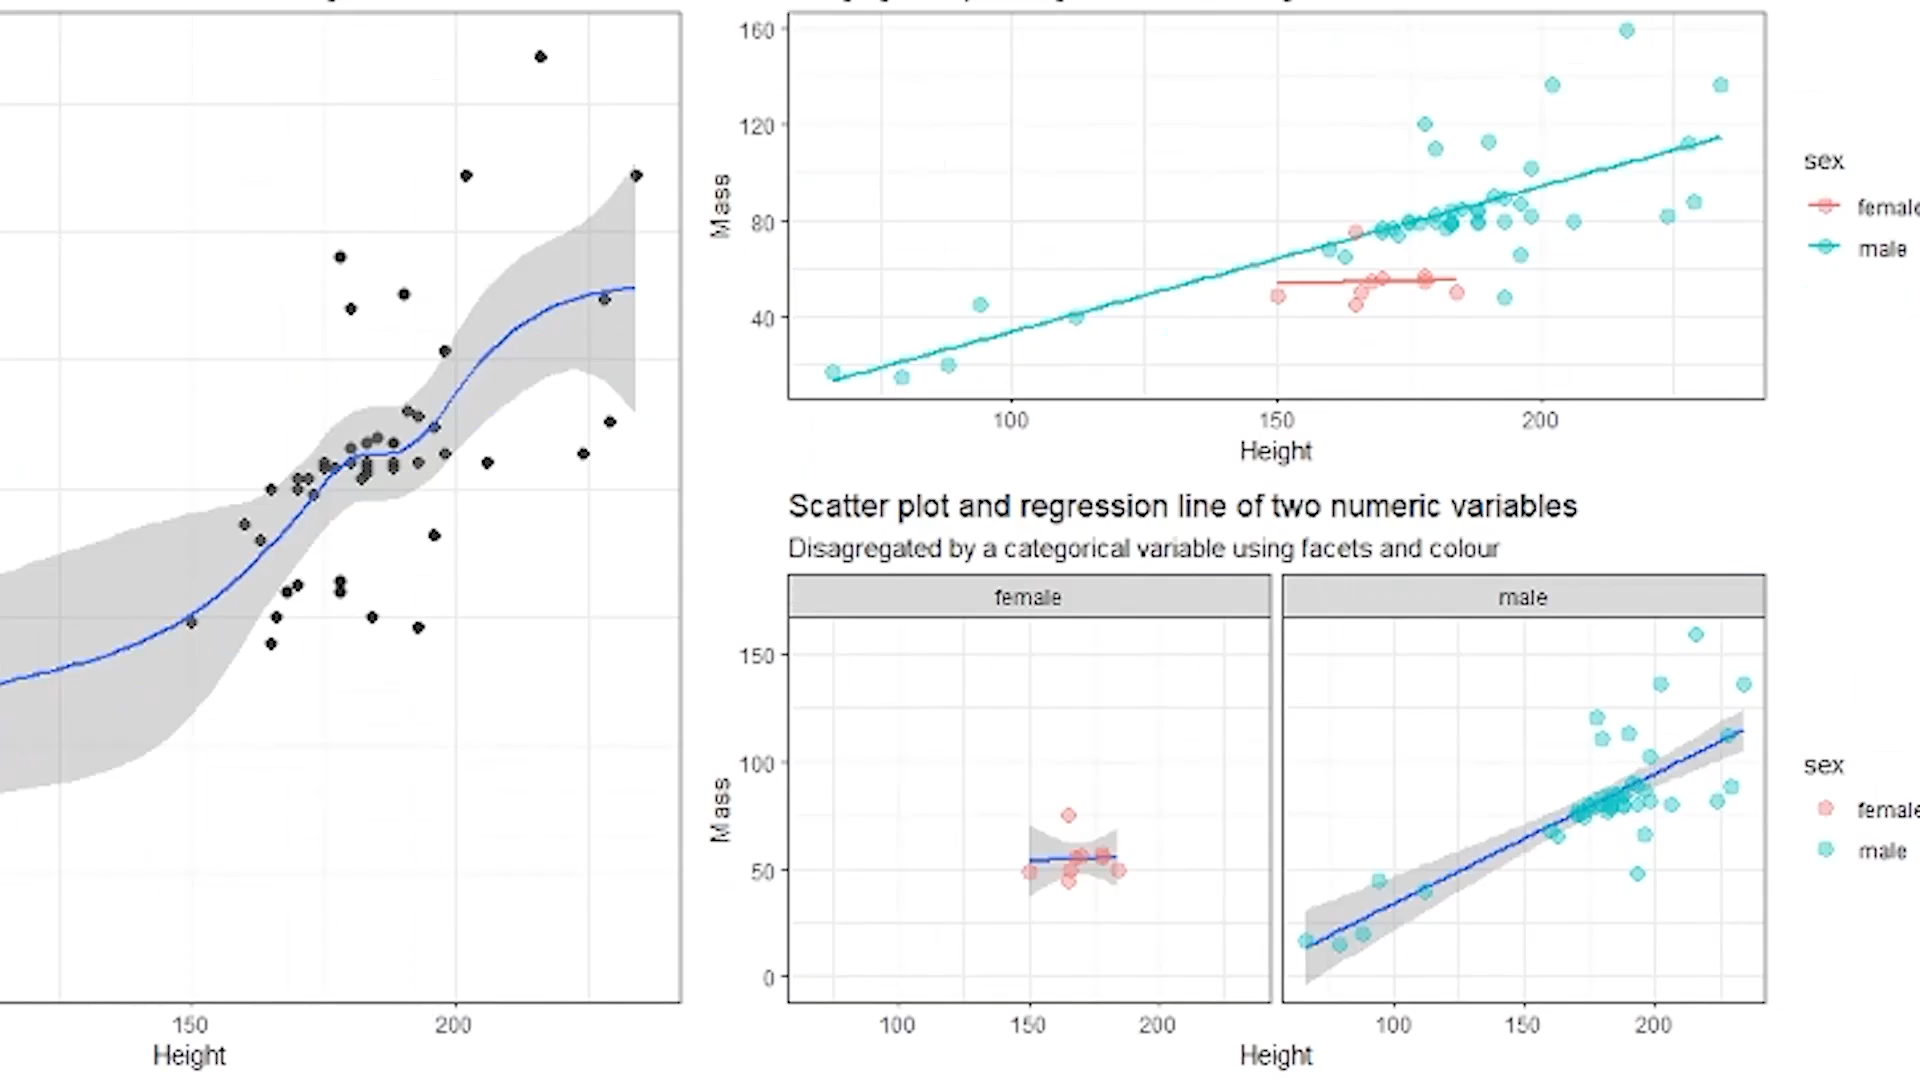 150
200
Height
160
120
80
40
Mass
100
150
200
Height
sex
female
male
Scatter plot and regression line of two numeric variables
Disagregated by a categorical variable using facets and colour
female
male
150
100
50
0
Mass
100
150
200
100
150
200
Height
sex
female
male